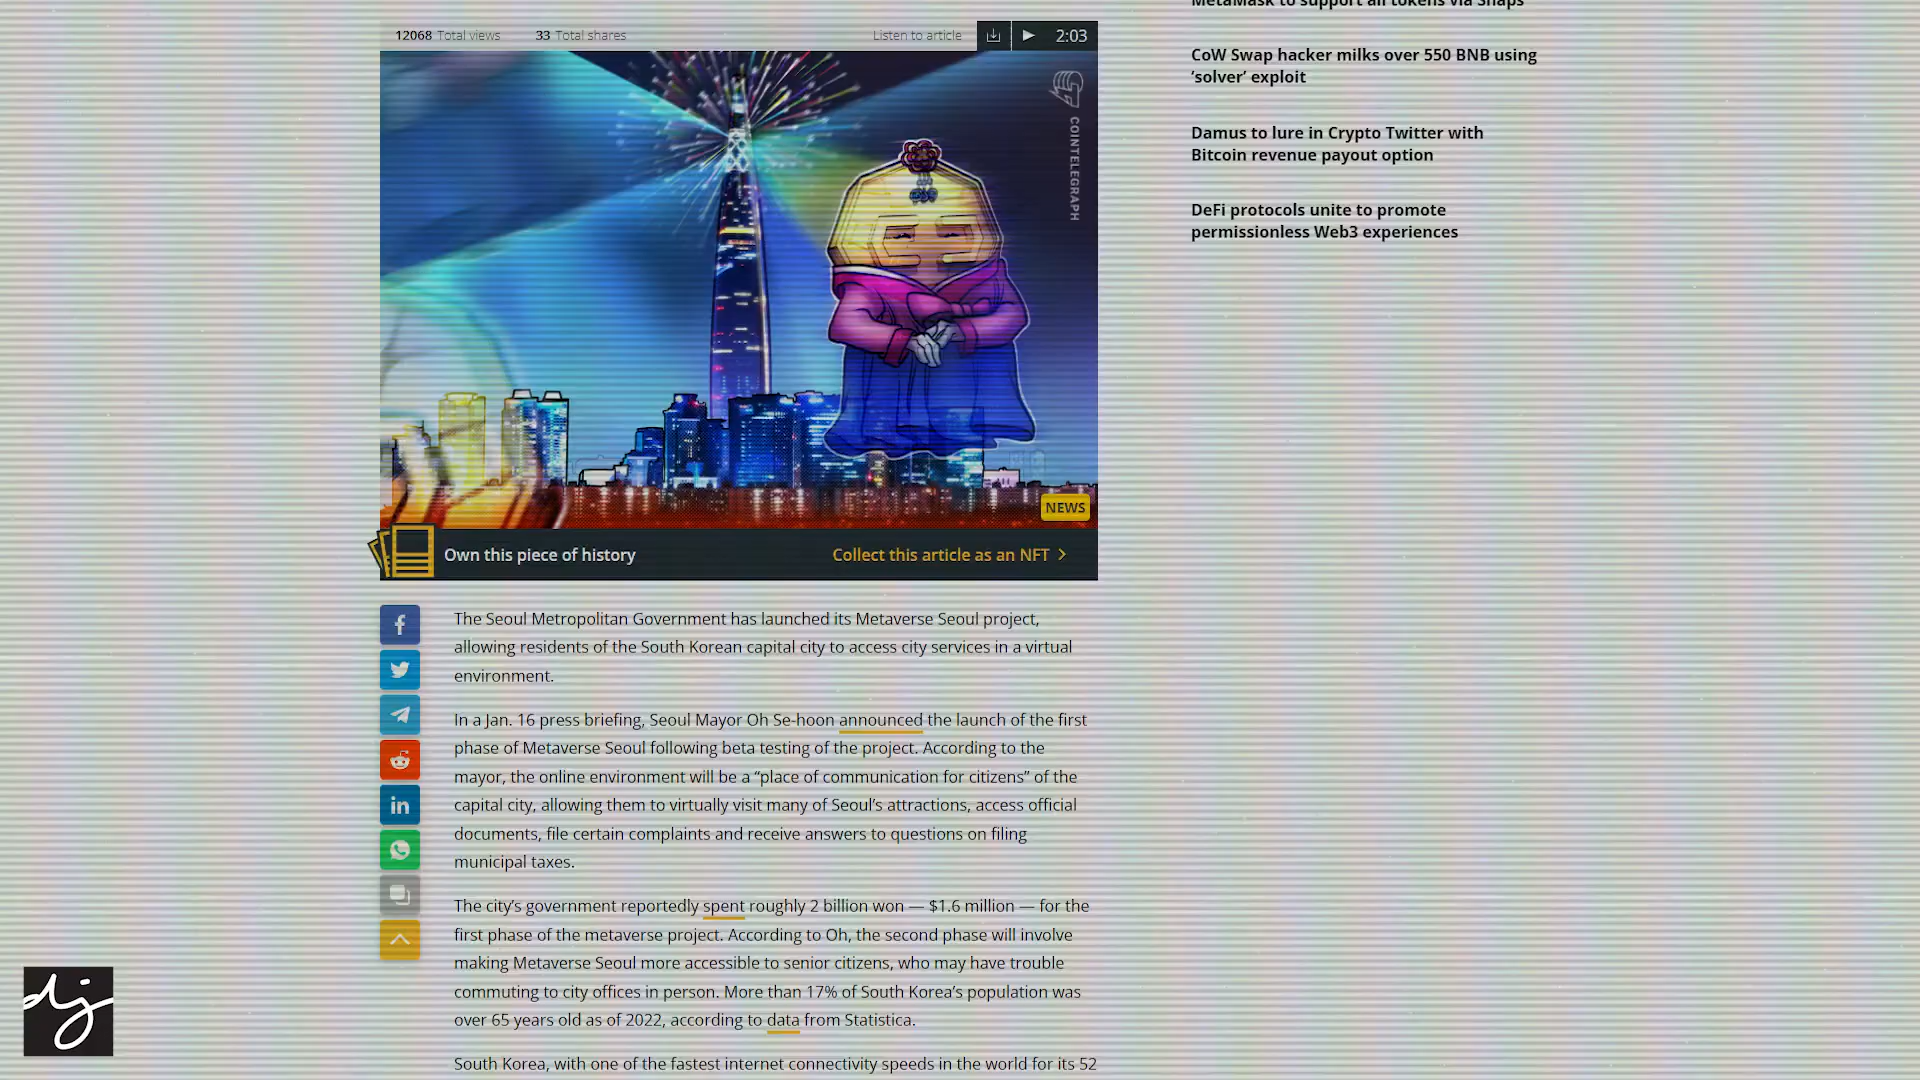 MetaMask to support all tokens via Snaps
12068 Total views 33 Total shares Listen to article 2:03
CoW Swap hacker milks over 550 BNB using
‘solver’ exploit
Damus to lure in Crypto Twitter with
Bitcoin revenue payout option
DeFi protocols unite to promote
permissionless Web3 experiences
COINTELEGRAPH
NEWS
Own this piece of history Collect this article as an NFT
The Seoul Metropolitan Government has launched its Metaverse Seoul project,
allowing residents of the South Korean capital city to access city services in a virtual
environment.
In a Jan. 16 press briefing, Seoul Mayor Oh Se-hoon announced the launch of the first
phase of Metaverse Seoul following beta testing of the project. According to the
mayor, the online environment will be a “place of communication for citizens” of the
capital city, allowing them to virtually visit many of Seoul’s attractions, access official
documents, file certain complaints and receive answers to questions on filing
municipal taxes.
The city’s government reportedly spent roughly 2 billion won — $1.6 million — for the
first phase of the metaverse project. According to Oh, the second phase will involve
making Metaverse Seoul more accessible to senior citizens, who may have trouble
commuting to city offices in person. More than 17% of South Korea’s population was
over 65 years old as of 2022, according to data from Statistica.
South Korea, with one of the fastest internet connectivity speeds in the world for its 52
dj